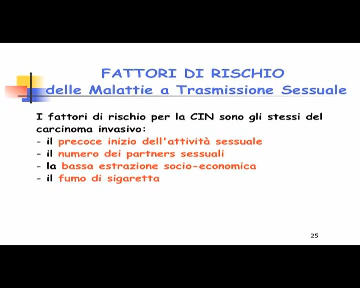 FATTORI DI RISCHIO
delle Malattie a Trasmissione Sessuale
I fattori di rischio per la CIN sono gli stessi del
carcinoma invasivo:
- il precoce inizio dell'attività sessuale
- il numero dei partners sessuali
- la bassa estrazione socio-economica
- il fumo di sigaretta
25